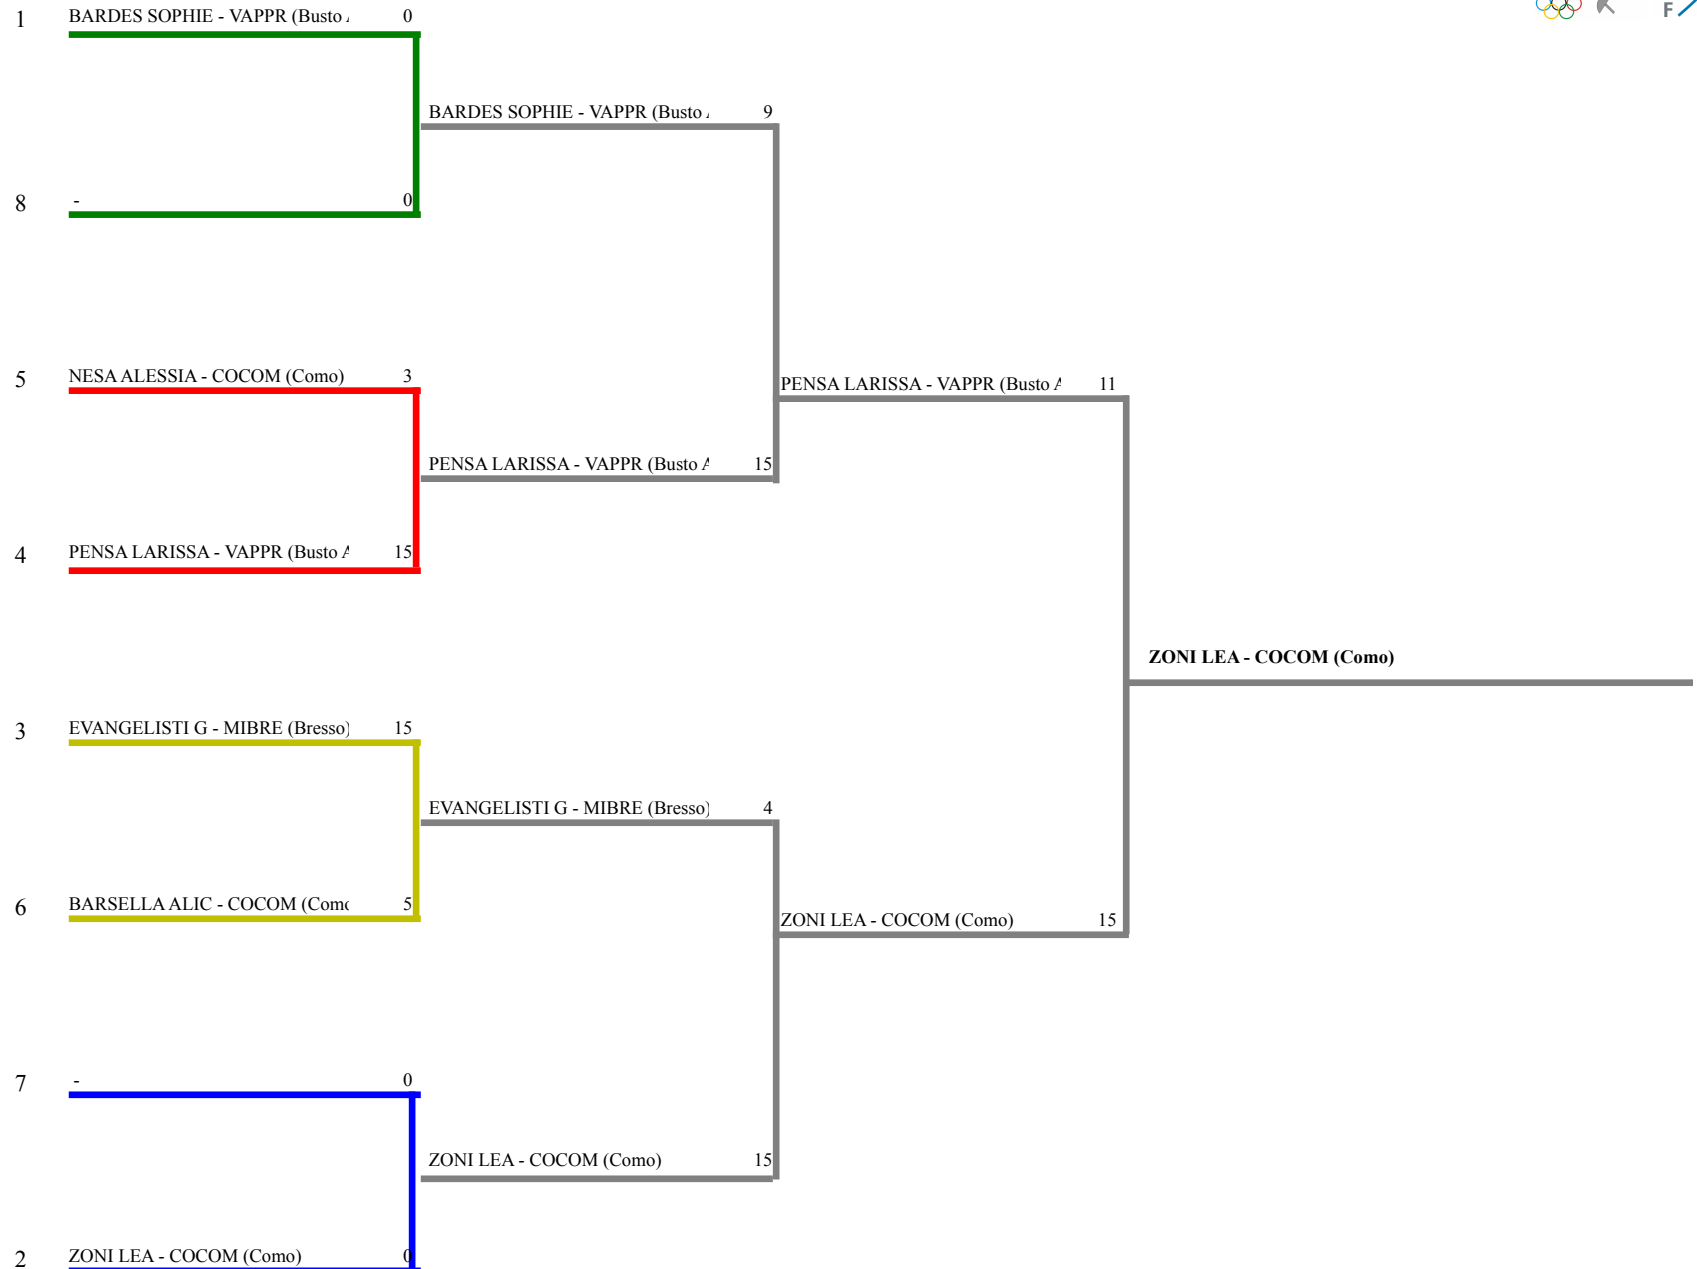 1 BARDES SOPHIE - VAPPR (Busto 0
F
BARDES SOPHIE - VAPPR (Busto 9
8 - 0
5 NESA ALESSIA - COCOM (Como) 3
PENSA LARISSA - VAPPR (Busto A 11
PENSA LARISSA - VAPPR (Busto A 15
4 PENSA LARISSA - VAPPR (Busto A 15
ZONI LEA - COCOM (Como)
3 EVANGELISTI G - MIBRE (Bresso) 15
EVANGELISTI G - MIBRE (Bresso) 4
6 BARSELLA ALIC - COCOM (Como 5
ZONI LEA - COCOM (Como) 15
7 - 0
ZONI LEA - COCOM (Como) 15
2 ZONI LEA - COCOM (Como) 0